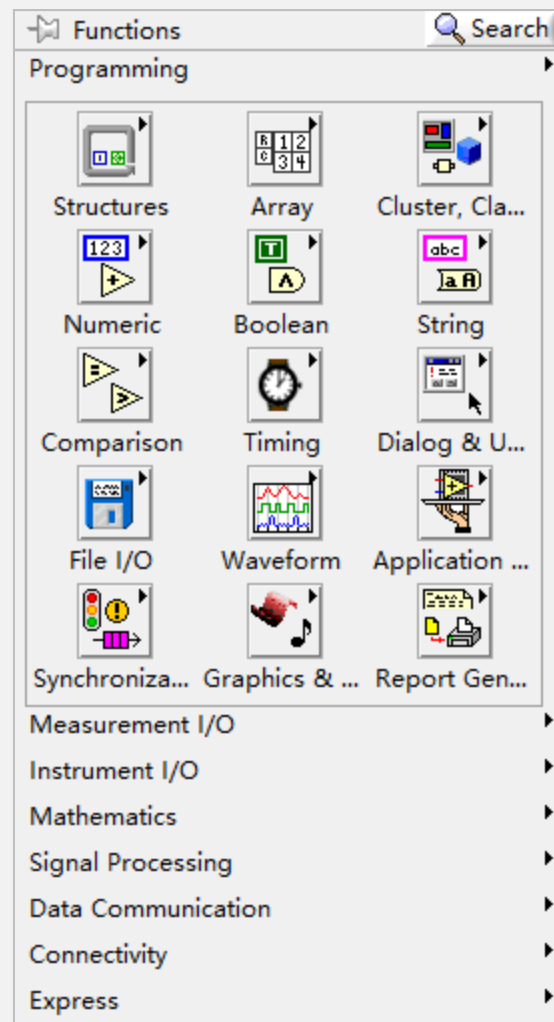 Functions Search
Programming
Structures Array Cluster, Cla...
123 T abc
a A
Numeric Boolean String
Comparison Timing Dialog & U...
File I/O Waveform Application ...
Synchroniza... Graphics & ... Report Gen...
Measurement I/O
Instrument I/O
Mathematics
Signal Processing
Data Communication
Connectivity
Express